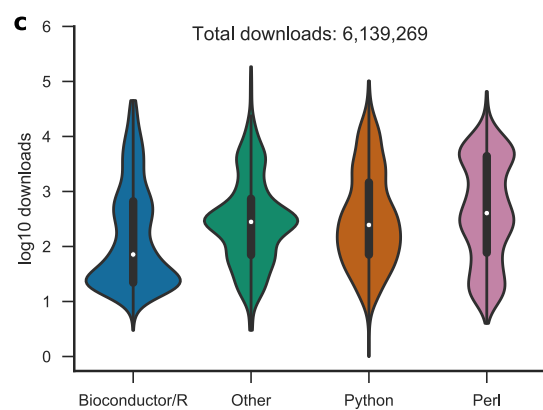 c
Total downloads: 6,139,269
log10 downloads
6
5
4
3
2
1
0
Bioconductor/R
Other
Python
Perl